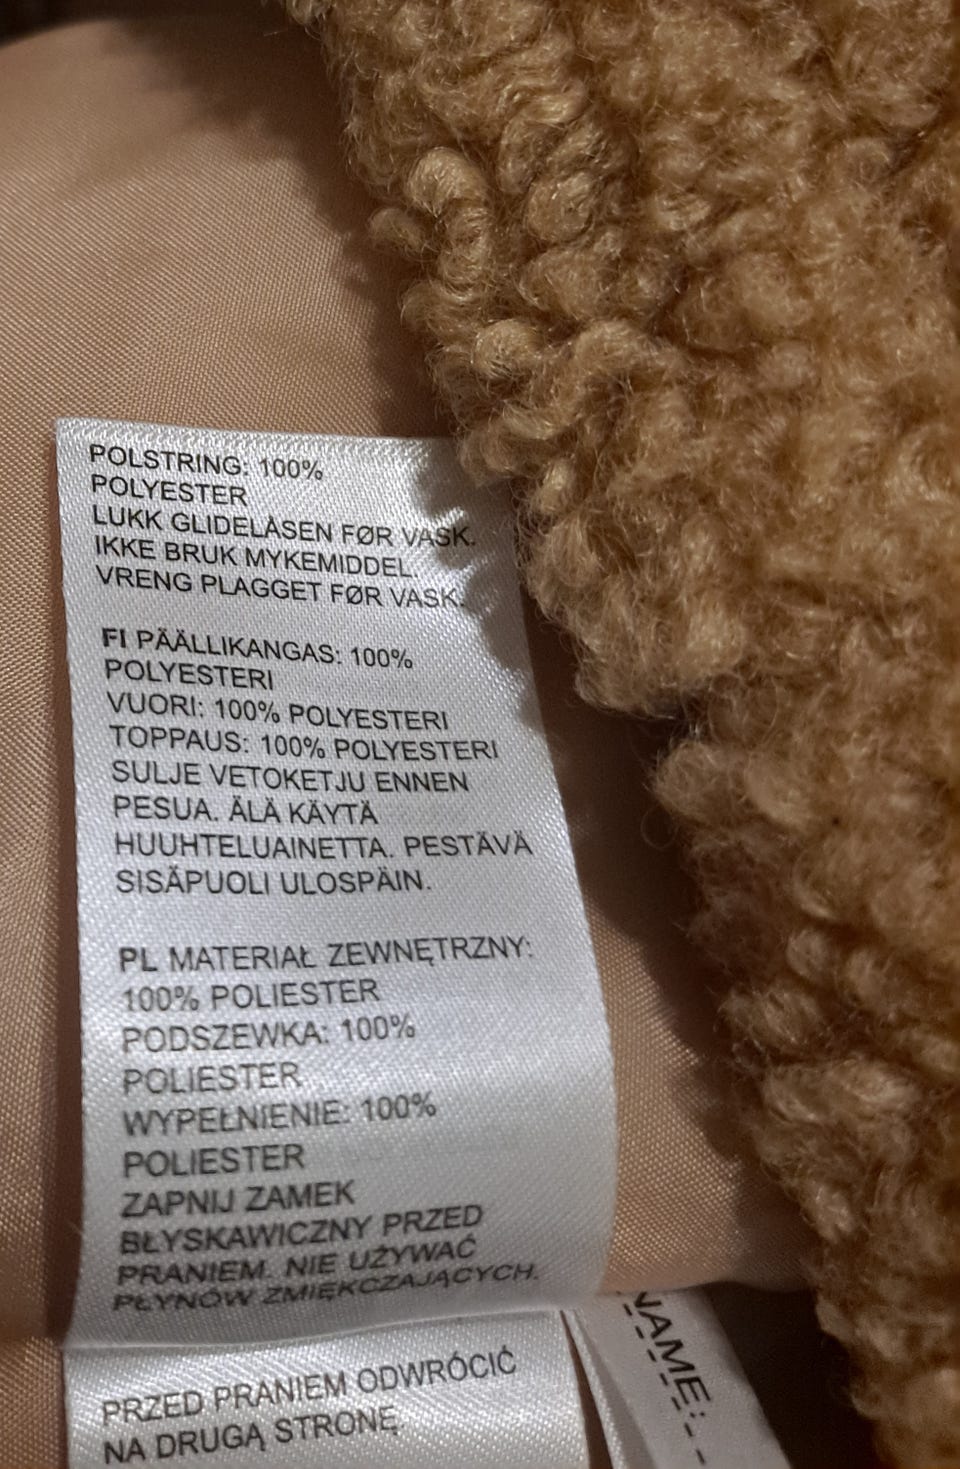 POLSTRING: 100%
POLYESTER
LUKK GLIDELÅSEN FØR VASK.
IKKE BRUK MYKEMIDDEL.
VRENG PLAGGET FØR VASK.
FI PÄÄLLIKANGAS: 100%
POLYESTERI
VUORI: 100% POLYESTERI
TOPPAUS: 100% POLYESTERI
SULJE VETOKETJU ENNEN
PESUA. ÄLÄ KÄYTÄ
HUUHTELUAINETTA. PESTÄVÄ
SISÄPUOLI ULOSPÄIN.
PL MATERIAŁ ZEWNĘTRZNY:
100% POLIESTER
PODSZEWKA: 100%
POLIESTER
WYPEŁNIENIE: 100%
POLIESTER
ZAPNIJ ZAMEK
BŁYSKAWICZNY PRZED
PRANIEM. NIE UŻYWAĆ
PŁYNÓW ZMIĘKCZAJĄCYCH.
PRZED PRANIEM ODWRÓCIĆ
NA DRUGĄ STRONĘ.
NAME: